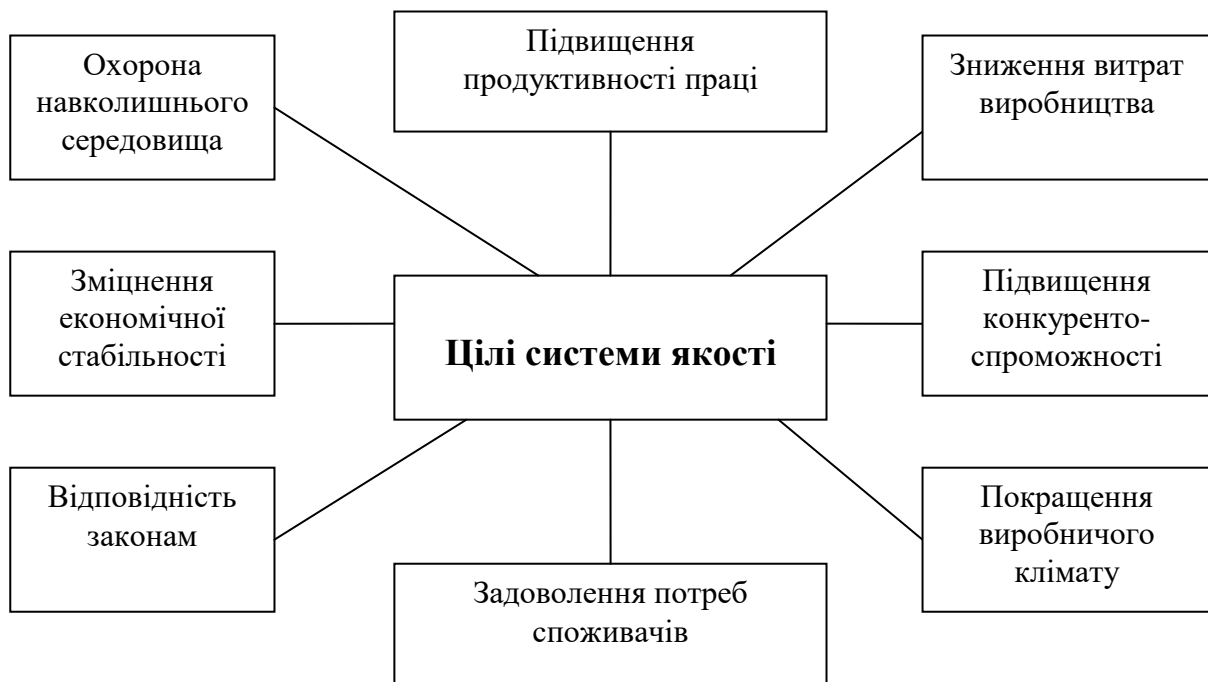 Охорона
навколишнього
середовища
Підвищення
продуктивності праці
Зниження витрат
виробництва
Зміцнення
економічної
стабільності
Цілі системи якості
Підвищення
конкуренто-
спроможності
Відповідність
законам
Задоволення потреб
споживачів
Покращення
виробничого
клімату